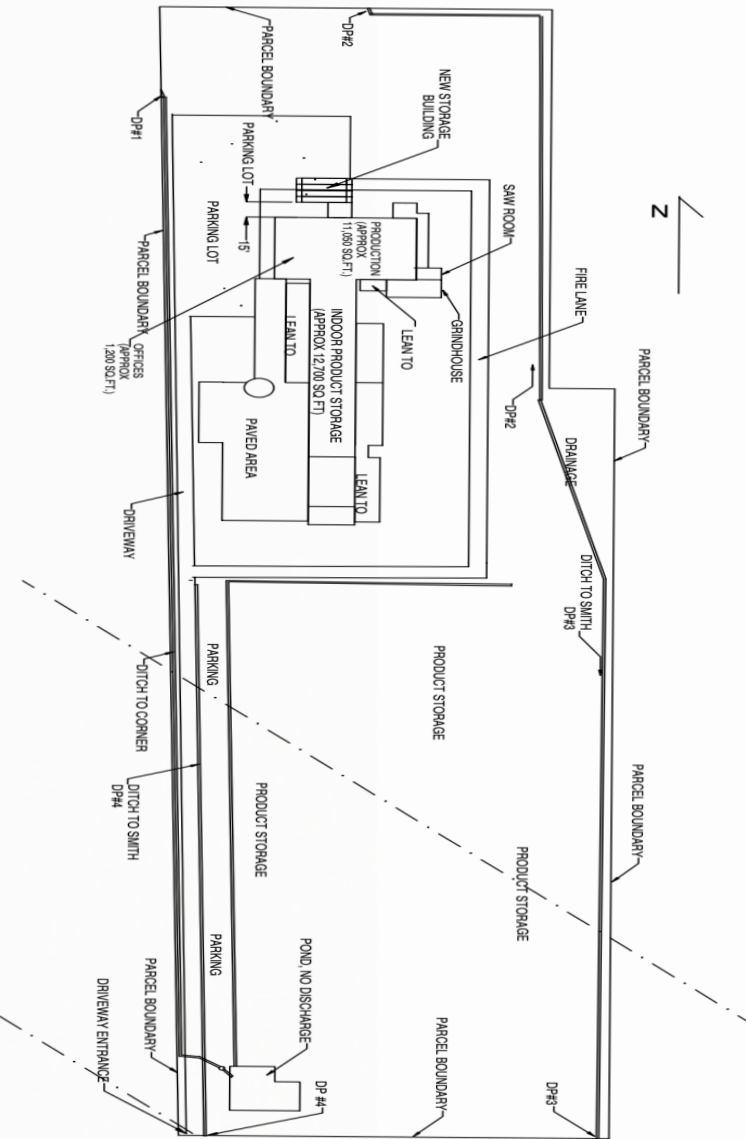 DP#2
PARCEL BOUNDARY
DP#1
NEW STORAGE
BUILDING
PARKING LOT
15'
PARKING LOT
PRODUCTION
(APPROX
11,050 SQ.FT.)
SAW ROOM
GRINDHOUSE
FIRE LANE
Z
PARCEL BOUNDARY
PARCEL BOUNDARY
OFFICES
(APPROX
1,200 SQ.FT.)
LEAN TO
INDOOR PRODUCT STORAGE
(APPROX 12,700 SQ FT)
LEAN TO
LEAN TO
PAVED AREA
DP#2
DRAINAGE
DRIVEWAY
DITCH TO SMITH
DP#3
PARKING
DITCH TO CORNER
PRODUCT STORAGE
DITCH TO SMITH
DP#4
PRODUCT STORAGE
PARCEL BOUNDARY
PRODUCT STORAGE
PARKING
POND, NO DISCHARGE
PARCEL BOUNDARY
DRIVEWAY ENTRANCE
DP #4
PARCEL BOUNDARY
DP#3